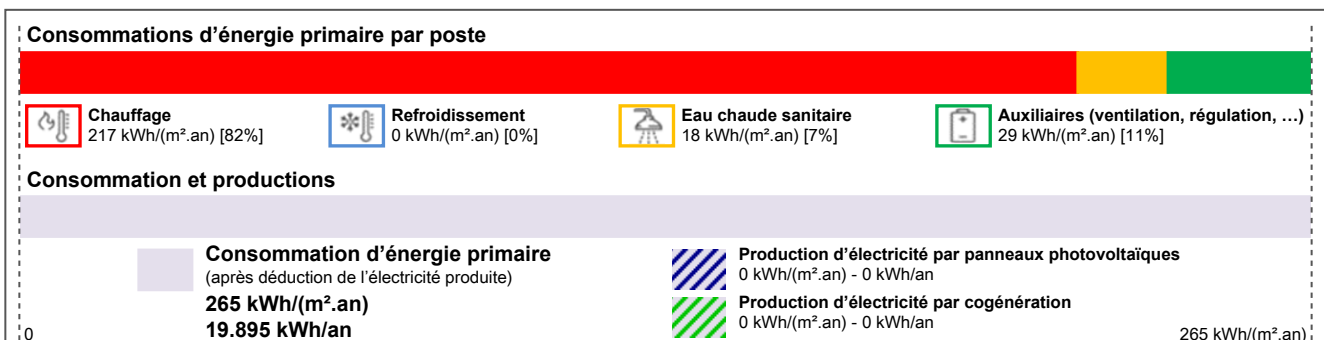 Consommations d’énergie primaire par poste
Chauffage
217 kWh/(m².an) [82%]
Refroidissement
0 kWh/(m².an) [0%]
Eau chaude sanitaire
18 kWh/(m².an) [7%]
Auxiliaires (ventilation, régulation, …)
29 kWh/(m².an) [11%]
Consommation et productions
Consommation d’énergie primaire
(après déduction de l’électricité produite)
265 kWh/(m².an)
19.895 kWh/an
Production d’électricité par panneaux photovoltaïques
0 kWh/(m².an) - 0 kWh/an
Production d’électricité par cogénération
0 kWh/(m².an) - 0 kWh/an
0
265 kWh/(m².an)